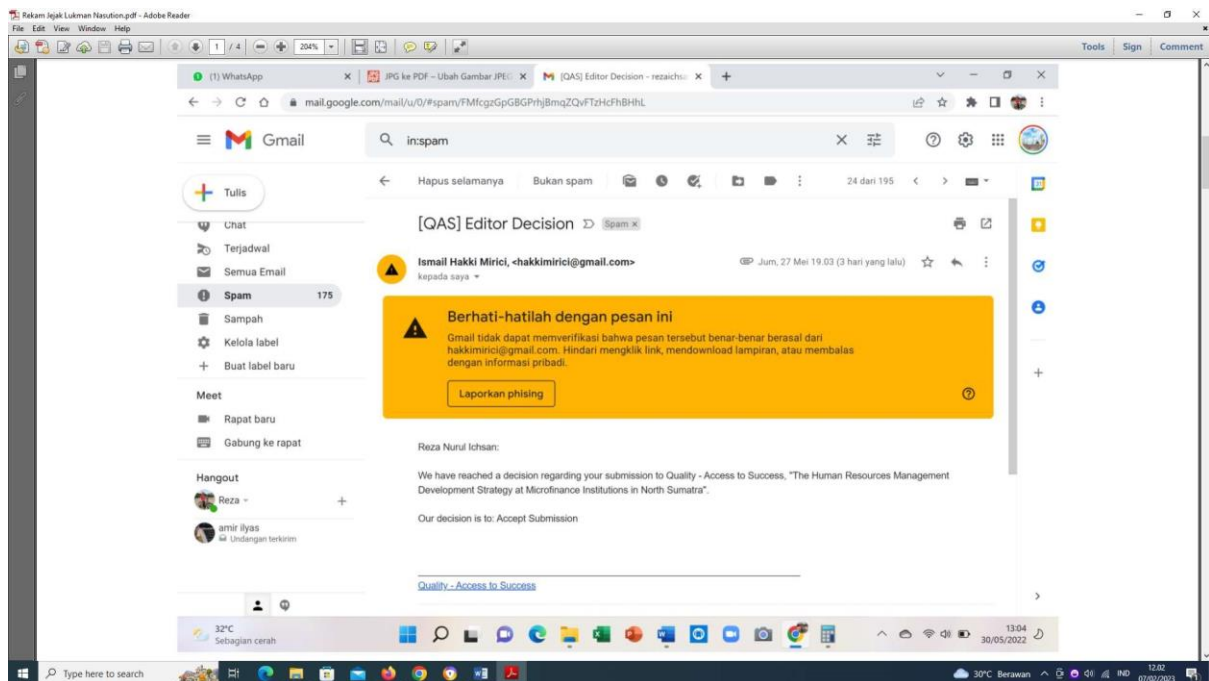 Rekam Jejak Lukman Nasution.pdf - Adobe Reader
File Edit View Window Help
1 / 4 204% Tools Sign Comment
(1) WhatsApp JPG ke PDF – Ubah Gambar JPEG [QAS] Editor Decision - rezaichsa
mail.google.com/mail/u/0/#spam/FMfcgzGpGBGPrhjBmqZQvFTzHcFhBHhL
Gmail in:spam
Tulis
Hapus selamanya Bukan spam 24 dari 195
Chat
Terjadwal
Semua Email
Spam 175
Sampah
Kelola label
Buat label baru
Meet
Rapat baru
Gabung ke rapat
Hangout
Reza
amir ilyas
Undangan terkirim
[QAS] Editor Decision Spam x
Ismail Hakki Mirici, <hakkimirici@gmail.com> Jum, 27 Mei 19.03 (3 hari yang lalu)
kepada saya
Berhati-hatilah dengan pesan ini
Gmail tidak dapat memverifikasi bahwa pesan tersebut benar-benar berasal dari
hakkimirici@gmail.com. Hindari mengklik link, mendownload lampiran, atau membalas
dengan informasi pribadi.
Laporkan phising
Reza Nurul Ichsan:
We have reached a decision regarding your submission to Quality - Access to Success, "The Human Resources Management
Development Strategy at Microfinance Institutions in North Sumatra".
Our decision is to: Accept Submission
Quality - Access to Success
32°C
Sebagian cerah
13:04
30/05/2022
Type here to search
30°C Berawan IND 12.02
07/02/2023